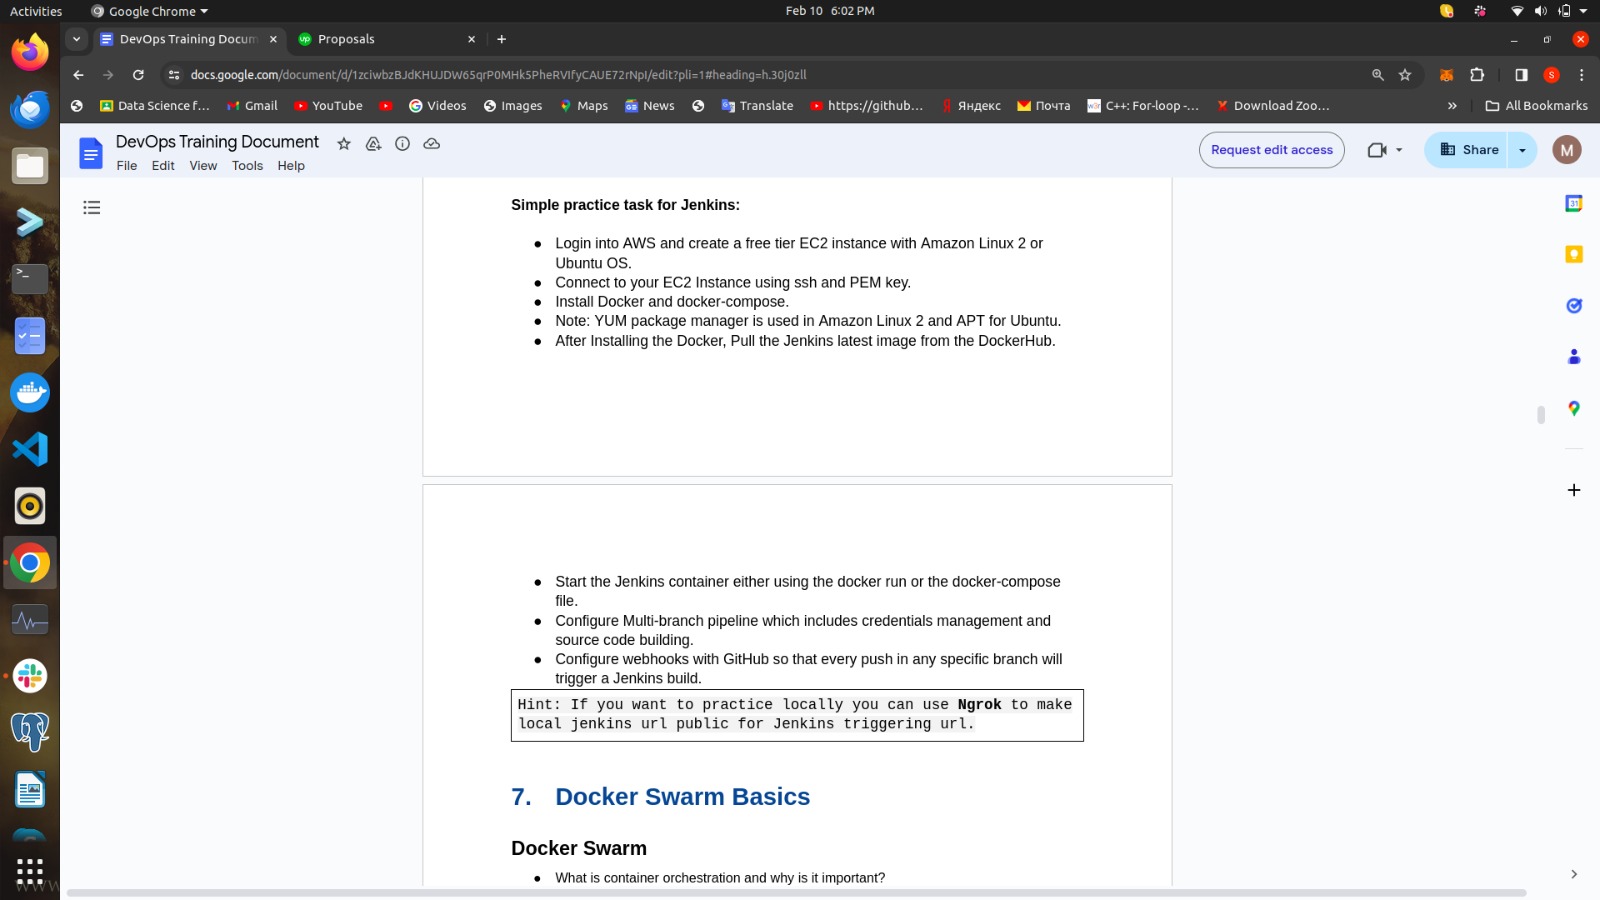 Activities
Google Chrome
Feb 10 6:02 PM
DevOps Training Docum
Proposals
docs.google.com/document/d/1zciwbzBJdKHUJDW65qrP0MHk5PheRVIfyCAUE72rNpI/edit?pli=1#heading=h.30j0zll
Data Science f...
Gmail
YouTube
Videos
Images
Maps
News
Translate
https://github...
Яндекс
Почта
C++: For-loop -...
Download Zoo...
»
All Bookmarks
DevOps Training Document
File Edit View Tools Help
Request edit access
Share
M
Simple practice task for Jenkins:
● Login into AWS and create a free tier EC2 instance with Amazon Linux 2 or
Ubuntu OS.
● Connect to your EC2 Instance using ssh and PEM key.
● Install Docker and docker-compose.
● Note: YUM package manager is used in Amazon Linux 2 and APT for Ubuntu.
● After Installing the Docker, Pull the Jenkins latest image from the DockerHub.
● Start the Jenkins container either using the docker run or the docker-compose
file.
● Configure Multi-branch pipeline which includes credentials management and
source code building.
● Configure webhooks with GitHub so that every push in any specific branch will
trigger a Jenkins build.
Hint: If you want to practice locally you can use Ngrok to make
local jenkins url public for Jenkins triggering url.
7. Docker Swarm Basics
Docker Swarm
● What is container orchestration and why is it important?